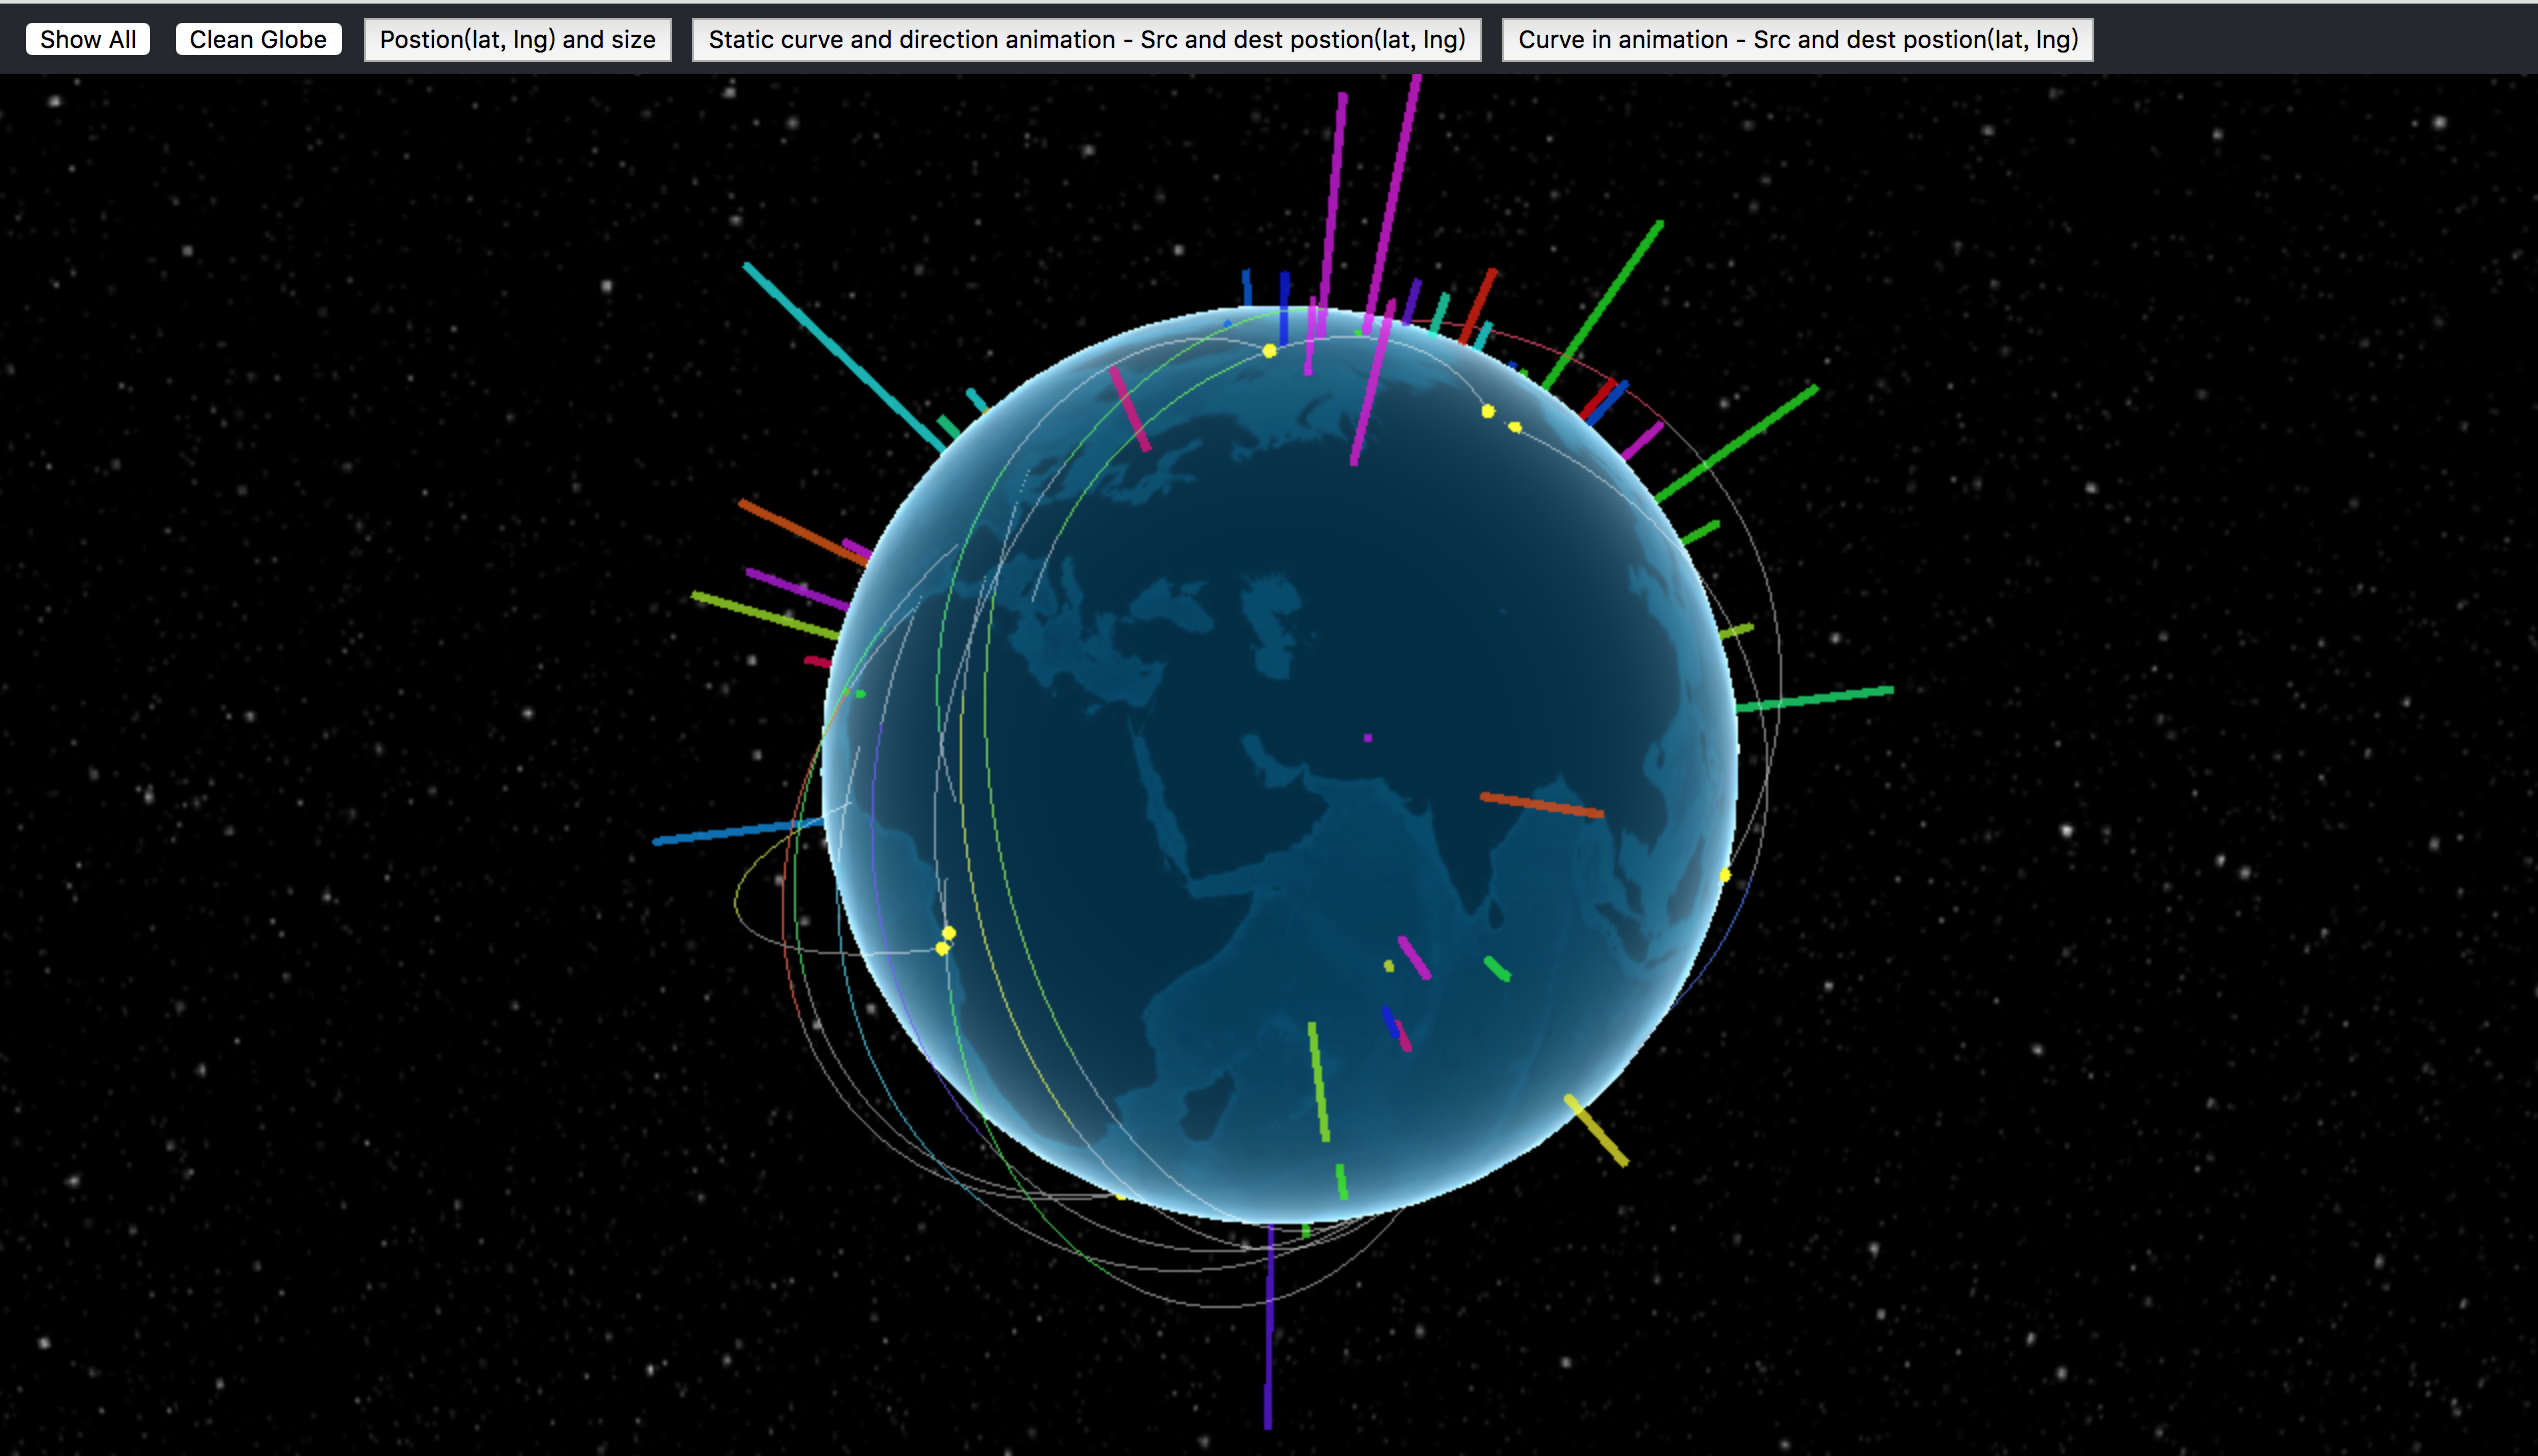 Show All
Clean Globe
Postion(lat, lng) and size
Static curve and direction animation - Src and dest postion(lat, lng)
Curve in animation - Src and dest postion(lat, lng)